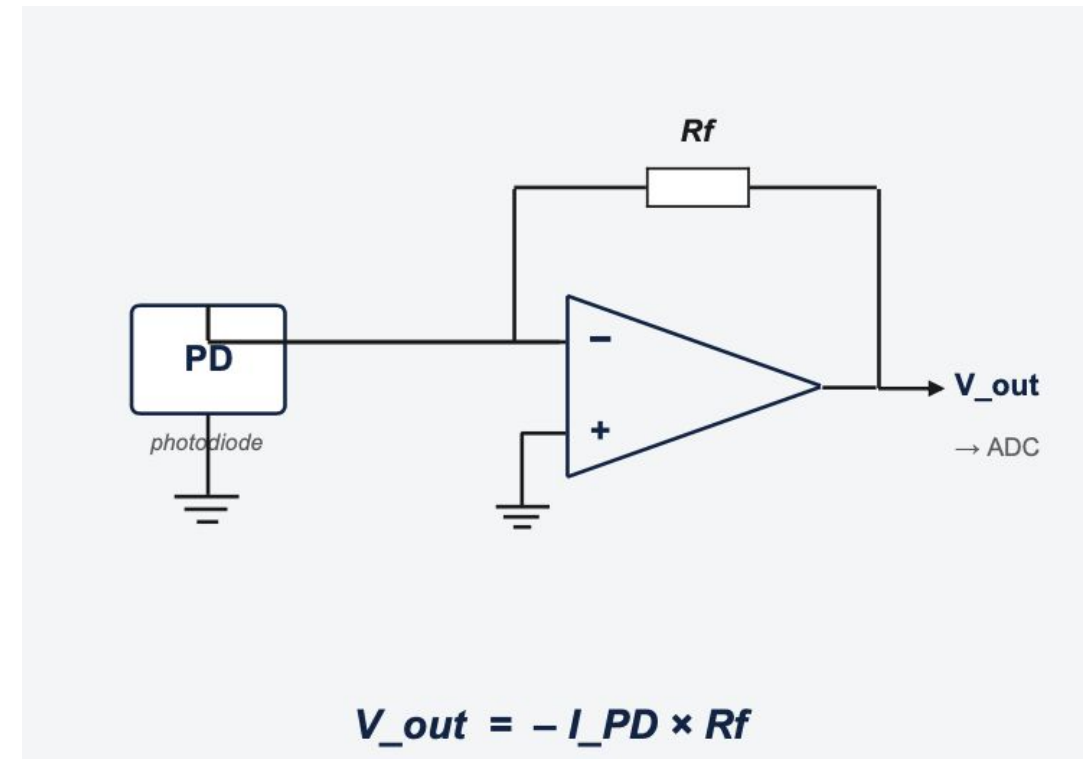 Rf
−
PD
+
V_out
photodiode
→ ADC
V_out = – I_PD × Rf